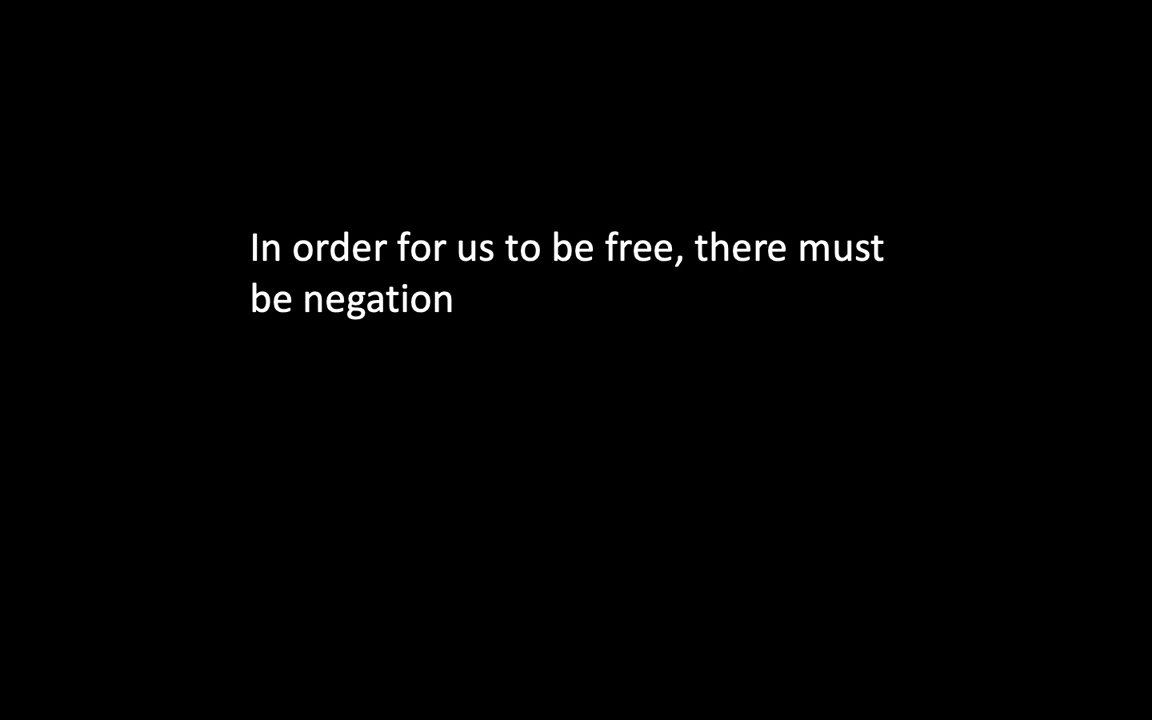 In order for us to be free, there must
be negation